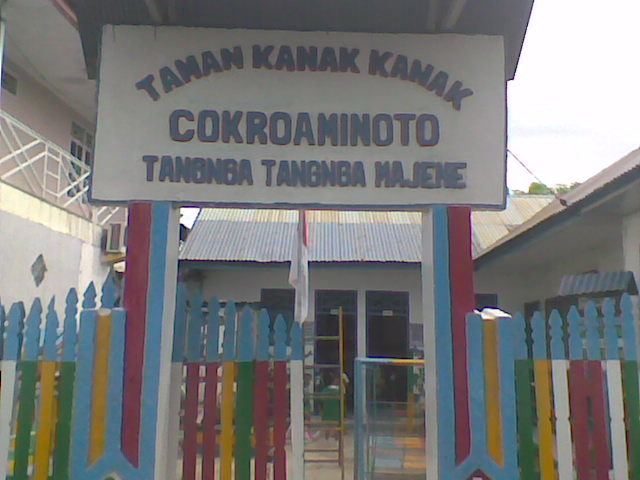 TAMAN KANAK KANAK
COKROAMINOTO
TANGNGA TANGNGA MAJENE